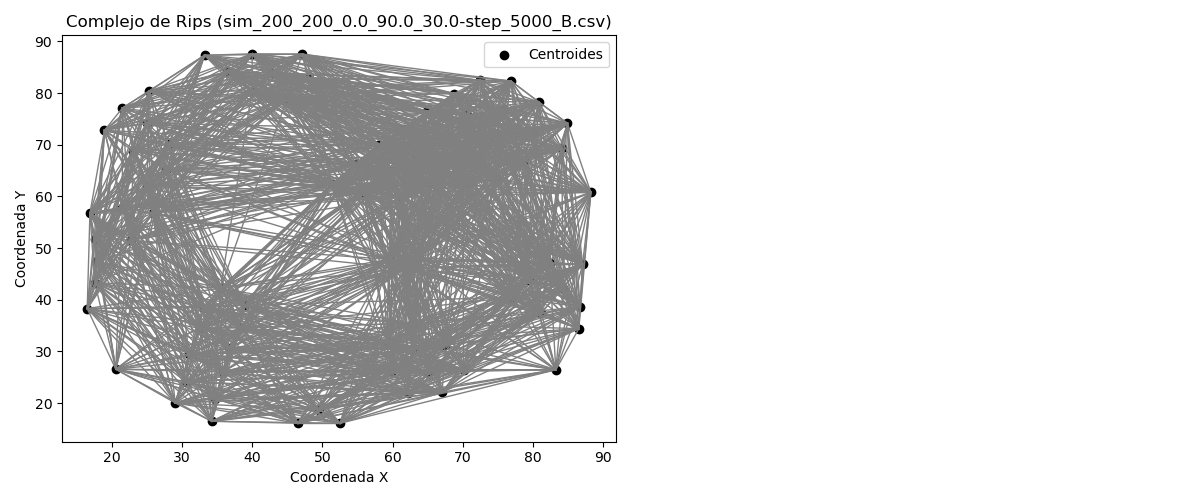 Complejo de Rips (sim_200_200_0.0_90.0_30.0-step_5000_B.csv)
Centroides
90
80
70
60
50
40
30
20
Coordenada Y
20 30 40 50 60 70 80 90
Coordenada X